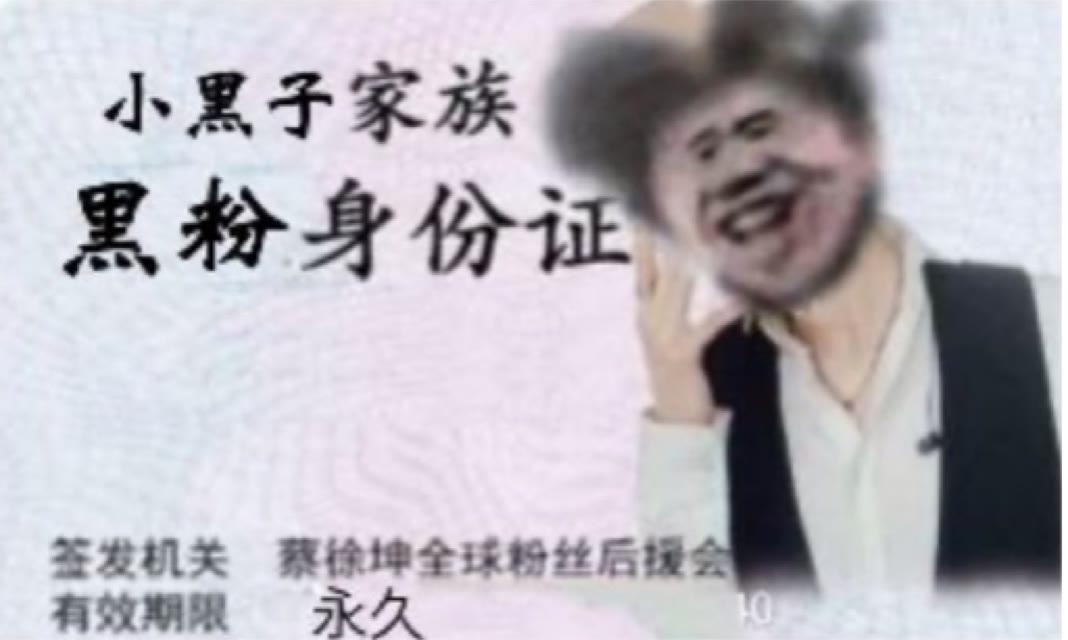 小黑子家族
黑粉身份证
签发机关 蔡徐坤全球粉丝后援会
有效期限 永久